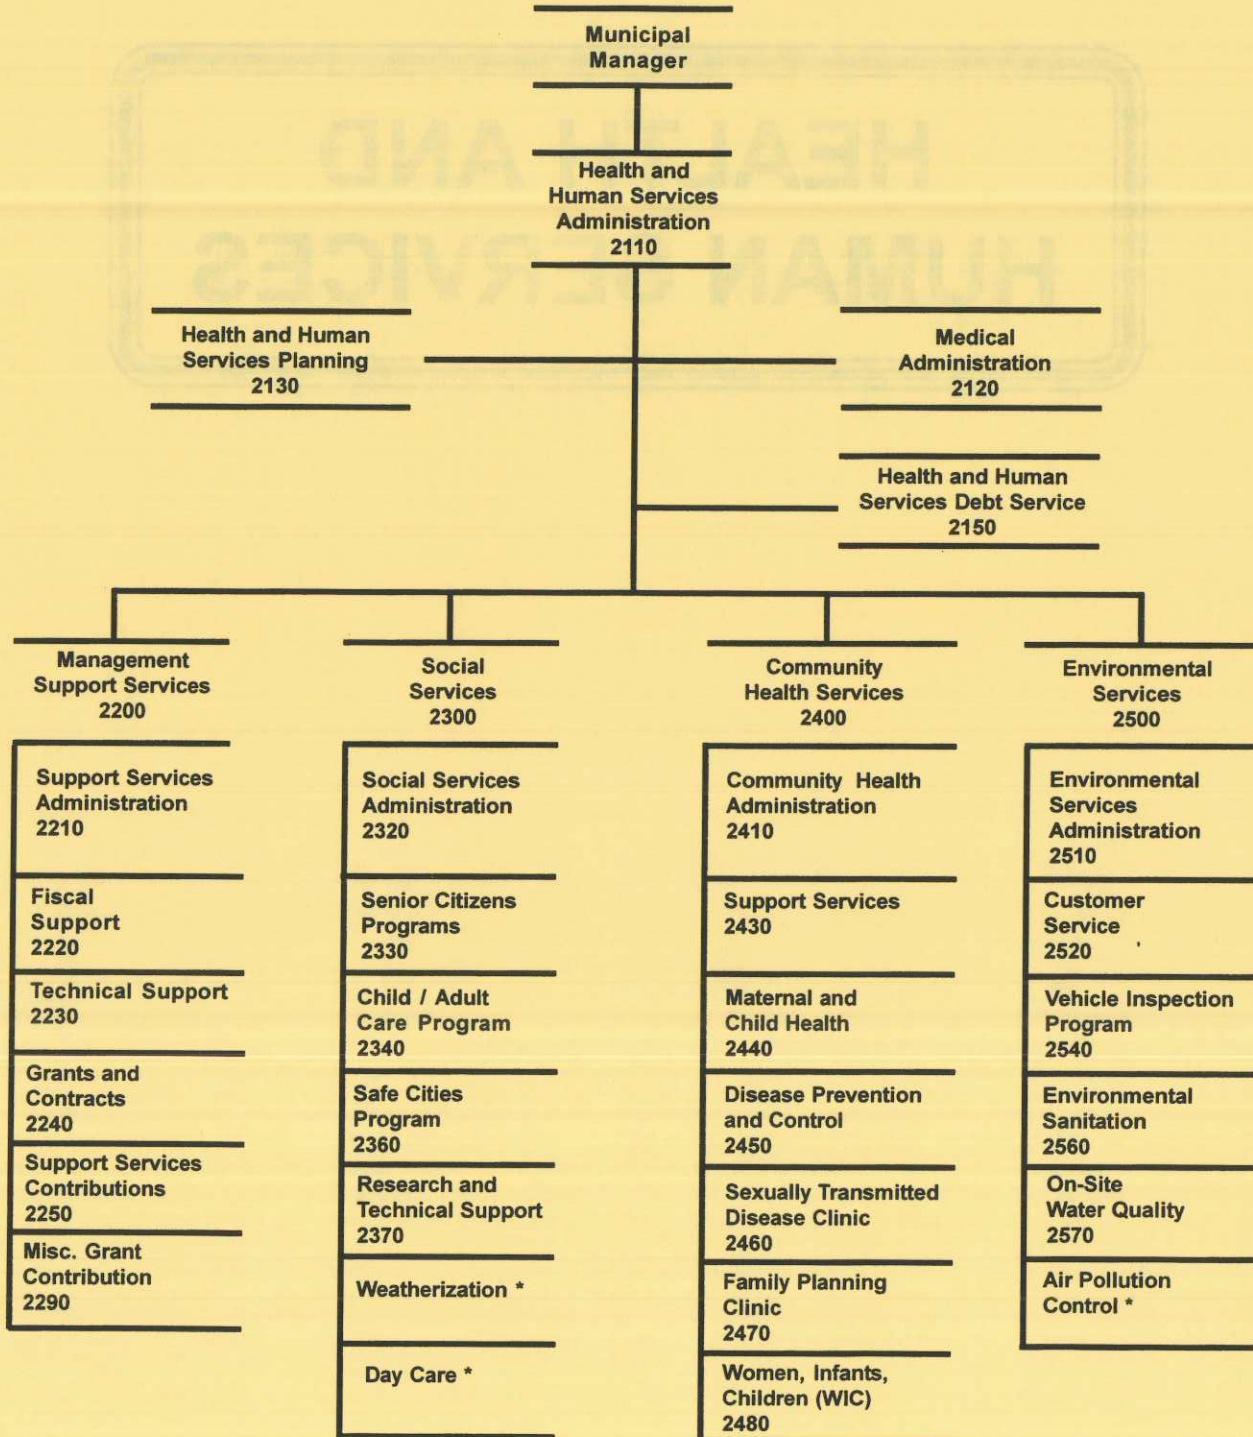 Municipal
Manager
Health and
Human Services
Administration
2110
Health and Human
Services Planning
2130
Medical
Administration
2120
Health and Human
Services Debt Service
2150
Management
Support Services
2200
Support Services
Administration
2210
Fiscal
Support
2220
Technical Support
2230
Grants and
Contracts
2240
Support Services
Contributions
2250
Misc. Grant
Contribution
2290
Social
Services
2300
Social Services
Administration
2320
Senior Citizens
Programs
2330
Child / Adult
Care Program
2340
Safe Cities
Program
2360
Research and
Technical Support
2370
Weatherization *
Day Care *
Community
Health Services
2400
Community Health
Administration
2410
Support Services
2430
Maternal and
Child Health
2440
Disease Prevention
and Control
2450
Sexually Transmitted
Disease Clinic
2460
Family Planning
Clinic
2470
Women, Infants,
Children (WIC)
2480
Environmental
Services
2500
Environmental
Services
Administration
2510
Customer
Service
2520
Vehicle Inspection
Program
2540
Environmental
Sanitation
2560
On-Site
Water Quality
2570
Air Pollution
Control *
HEALTH AND
HUMAN SERVICES